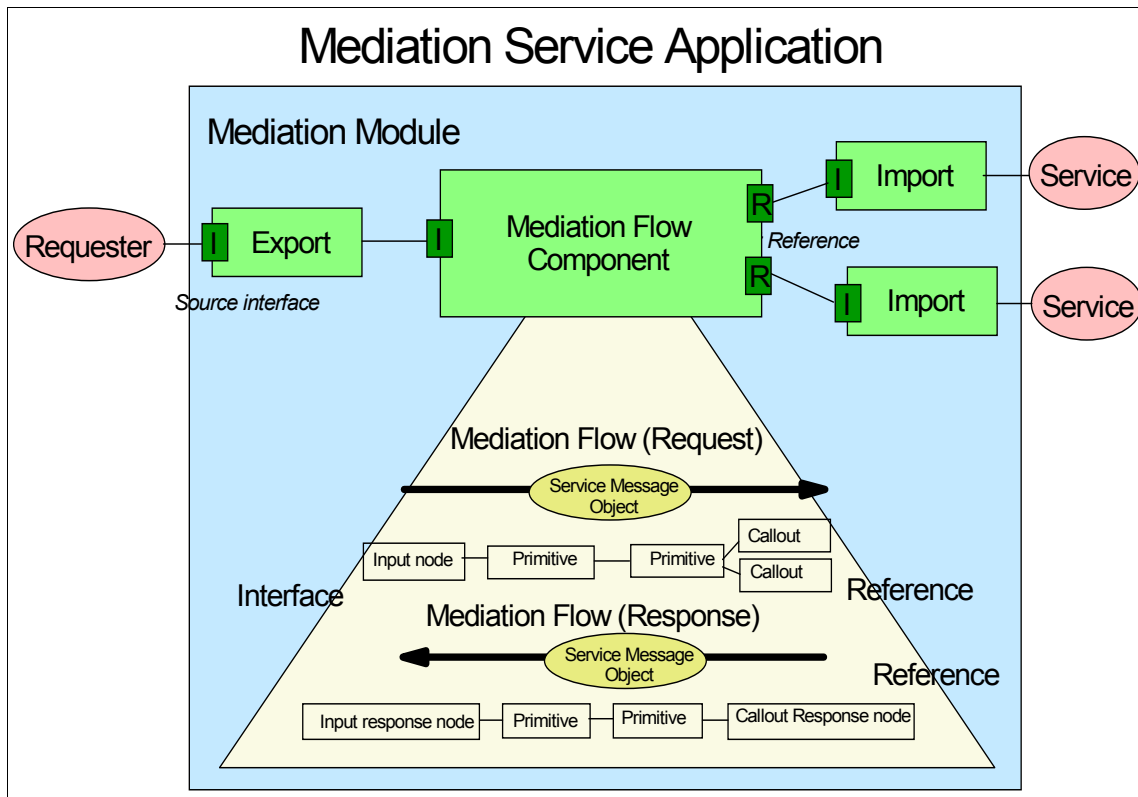 Mediation Service Application
Mediation Module
Requester
I
Export
Source interface
I
Mediation Flow
Component
R
R
Reference
I
Import
Service
I
Import
Service
Mediation Flow (Request)
Service Message
Object
Input node
Primitive
Primitive
Callout
Callout
Interface
Reference
Mediation Flow (Response)
Service Message
Object
Reference
Input response node
Primitive
Primitive
Callout Response node